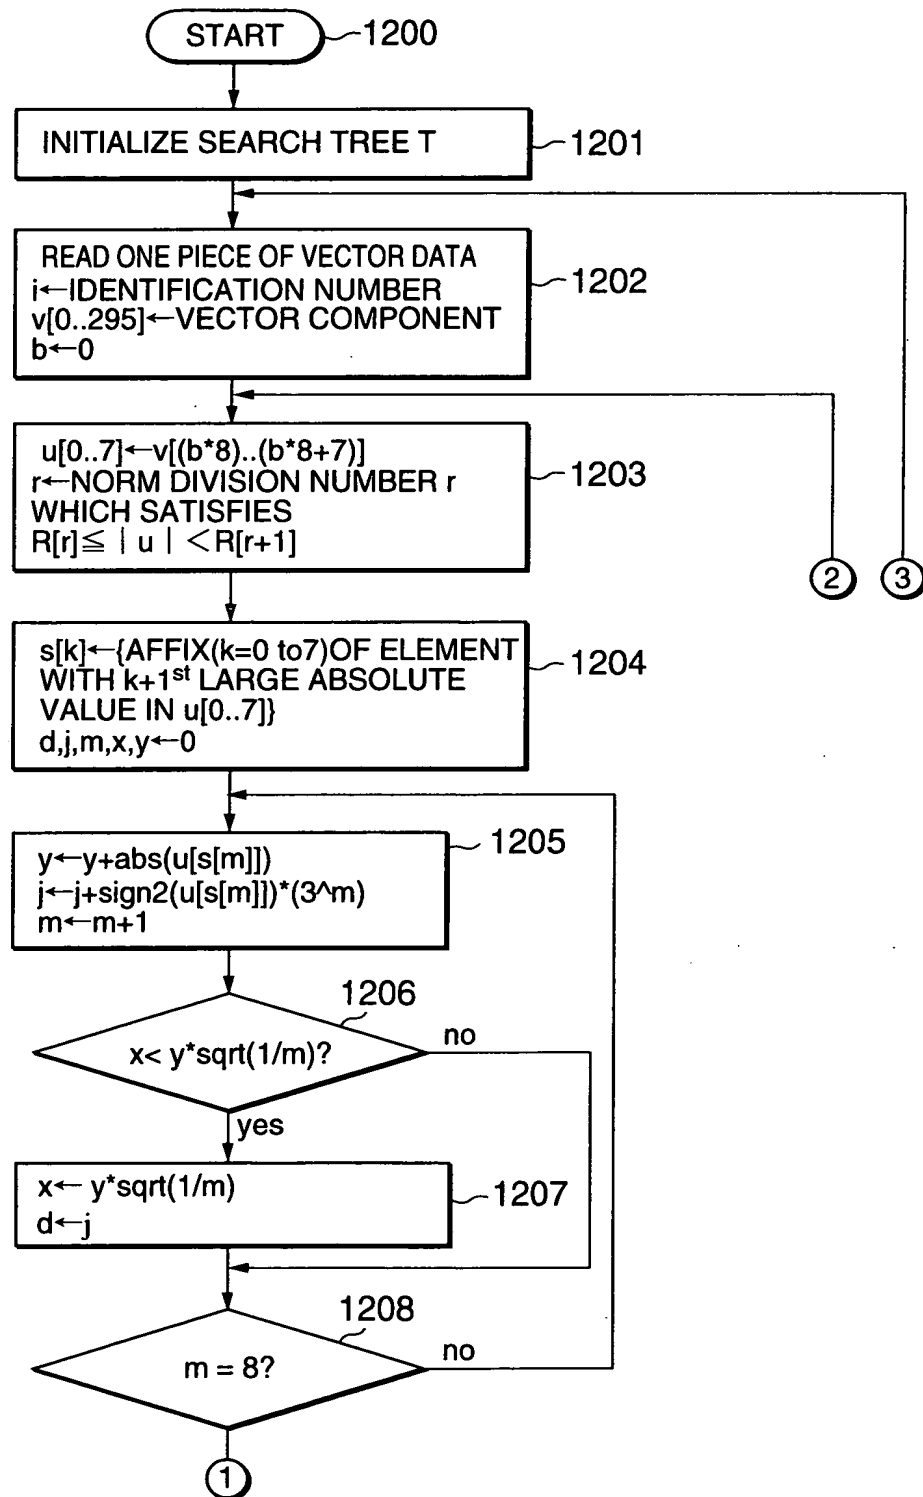 START
1200
INITIALIZE SEARCH TREE T
1201
READ ONE PIECE OF VECTOR DATA
i←IDENTIFICATION NUMBER
v[0..295]←VECTOR COMPONENT
b←0
1202
u[0..7]←v[(b*8)..(b*8+7)]
r←NORM DIVISION NUMBER r
WHICH SATISFIES
R[r]≦ | u | <R[r+1]
1203
2
3
s[k]←{AFFIX(k=0 to7)OF ELEMENT
WITH k+1st LARGE ABSOLUTE
VALUE IN u[0..7]}
d,j,m,x,y←0
1204
y←y+abs(u[s[m]])
j←j+sign2(u[s[m]])*(3^m)
m←m+1
1205
1206
x< y*sqrt(1/m)?
no
yes
x← y*sqrt(1/m)
d←j
1207
1208
m = 8?
no
1